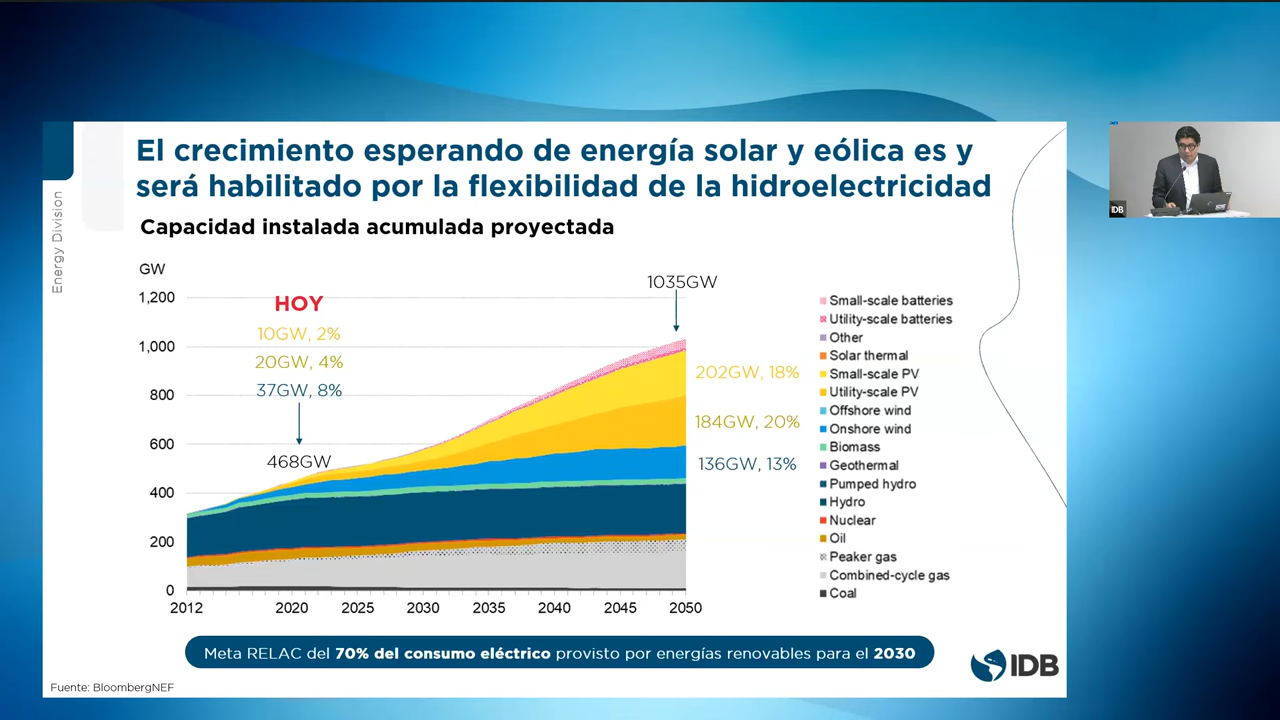 El crecimiento esperando de energía solar y eólica es y
será habilitado por la flexibilidad de la hidroelectricidad
Energy Division
Capacidad instalada acumulada proyectada
GW
1,200
1,000
800
600
400
200
0
HOY
10GW, 2%
20GW, 4%
37GW, 8%
468GW
1035GW
202GW, 18%
184GW, 20%
136GW, 13%
2012
2020
2025
2030
2035
2040
2045
2050
Small-scale batteries
Utility-scale batteries
Other
Solar thermal
Small-scale PV
Utility-scale PV
Offshore wind
Onshore wind
Biomass
Geothermal
Pumped hydro
Hydro
Nuclear
Oil
Peaker gas
Combined-cycle gas
Coal
Meta RELAC del 70% del consumo eléctrico provisto por energías renovables para el 2030
Fuente: BloombergNEF
IDB
IDB